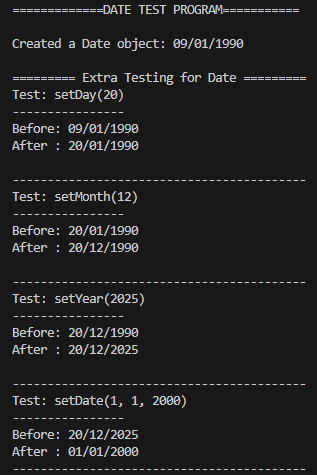 =============DATE TEST PROGRAM===========
Created a Date object: 09/01/1990
========= Extra Testing for Date =========
Test: setDay(20)
----------------
Before: 09/01/1990
After : 20/01/1990
------------------------------------------
Test: setMonth(12)
----------------
Before: 20/01/1990
After : 20/12/1990
------------------------------------------
Test: setYear(2025)
----------------
Before: 20/12/1990
After : 20/12/2025
------------------------------------------
Test: setDate(1, 1, 2000)
----------------
Before: 20/12/2025
After : 01/01/2000
------------------------------------------